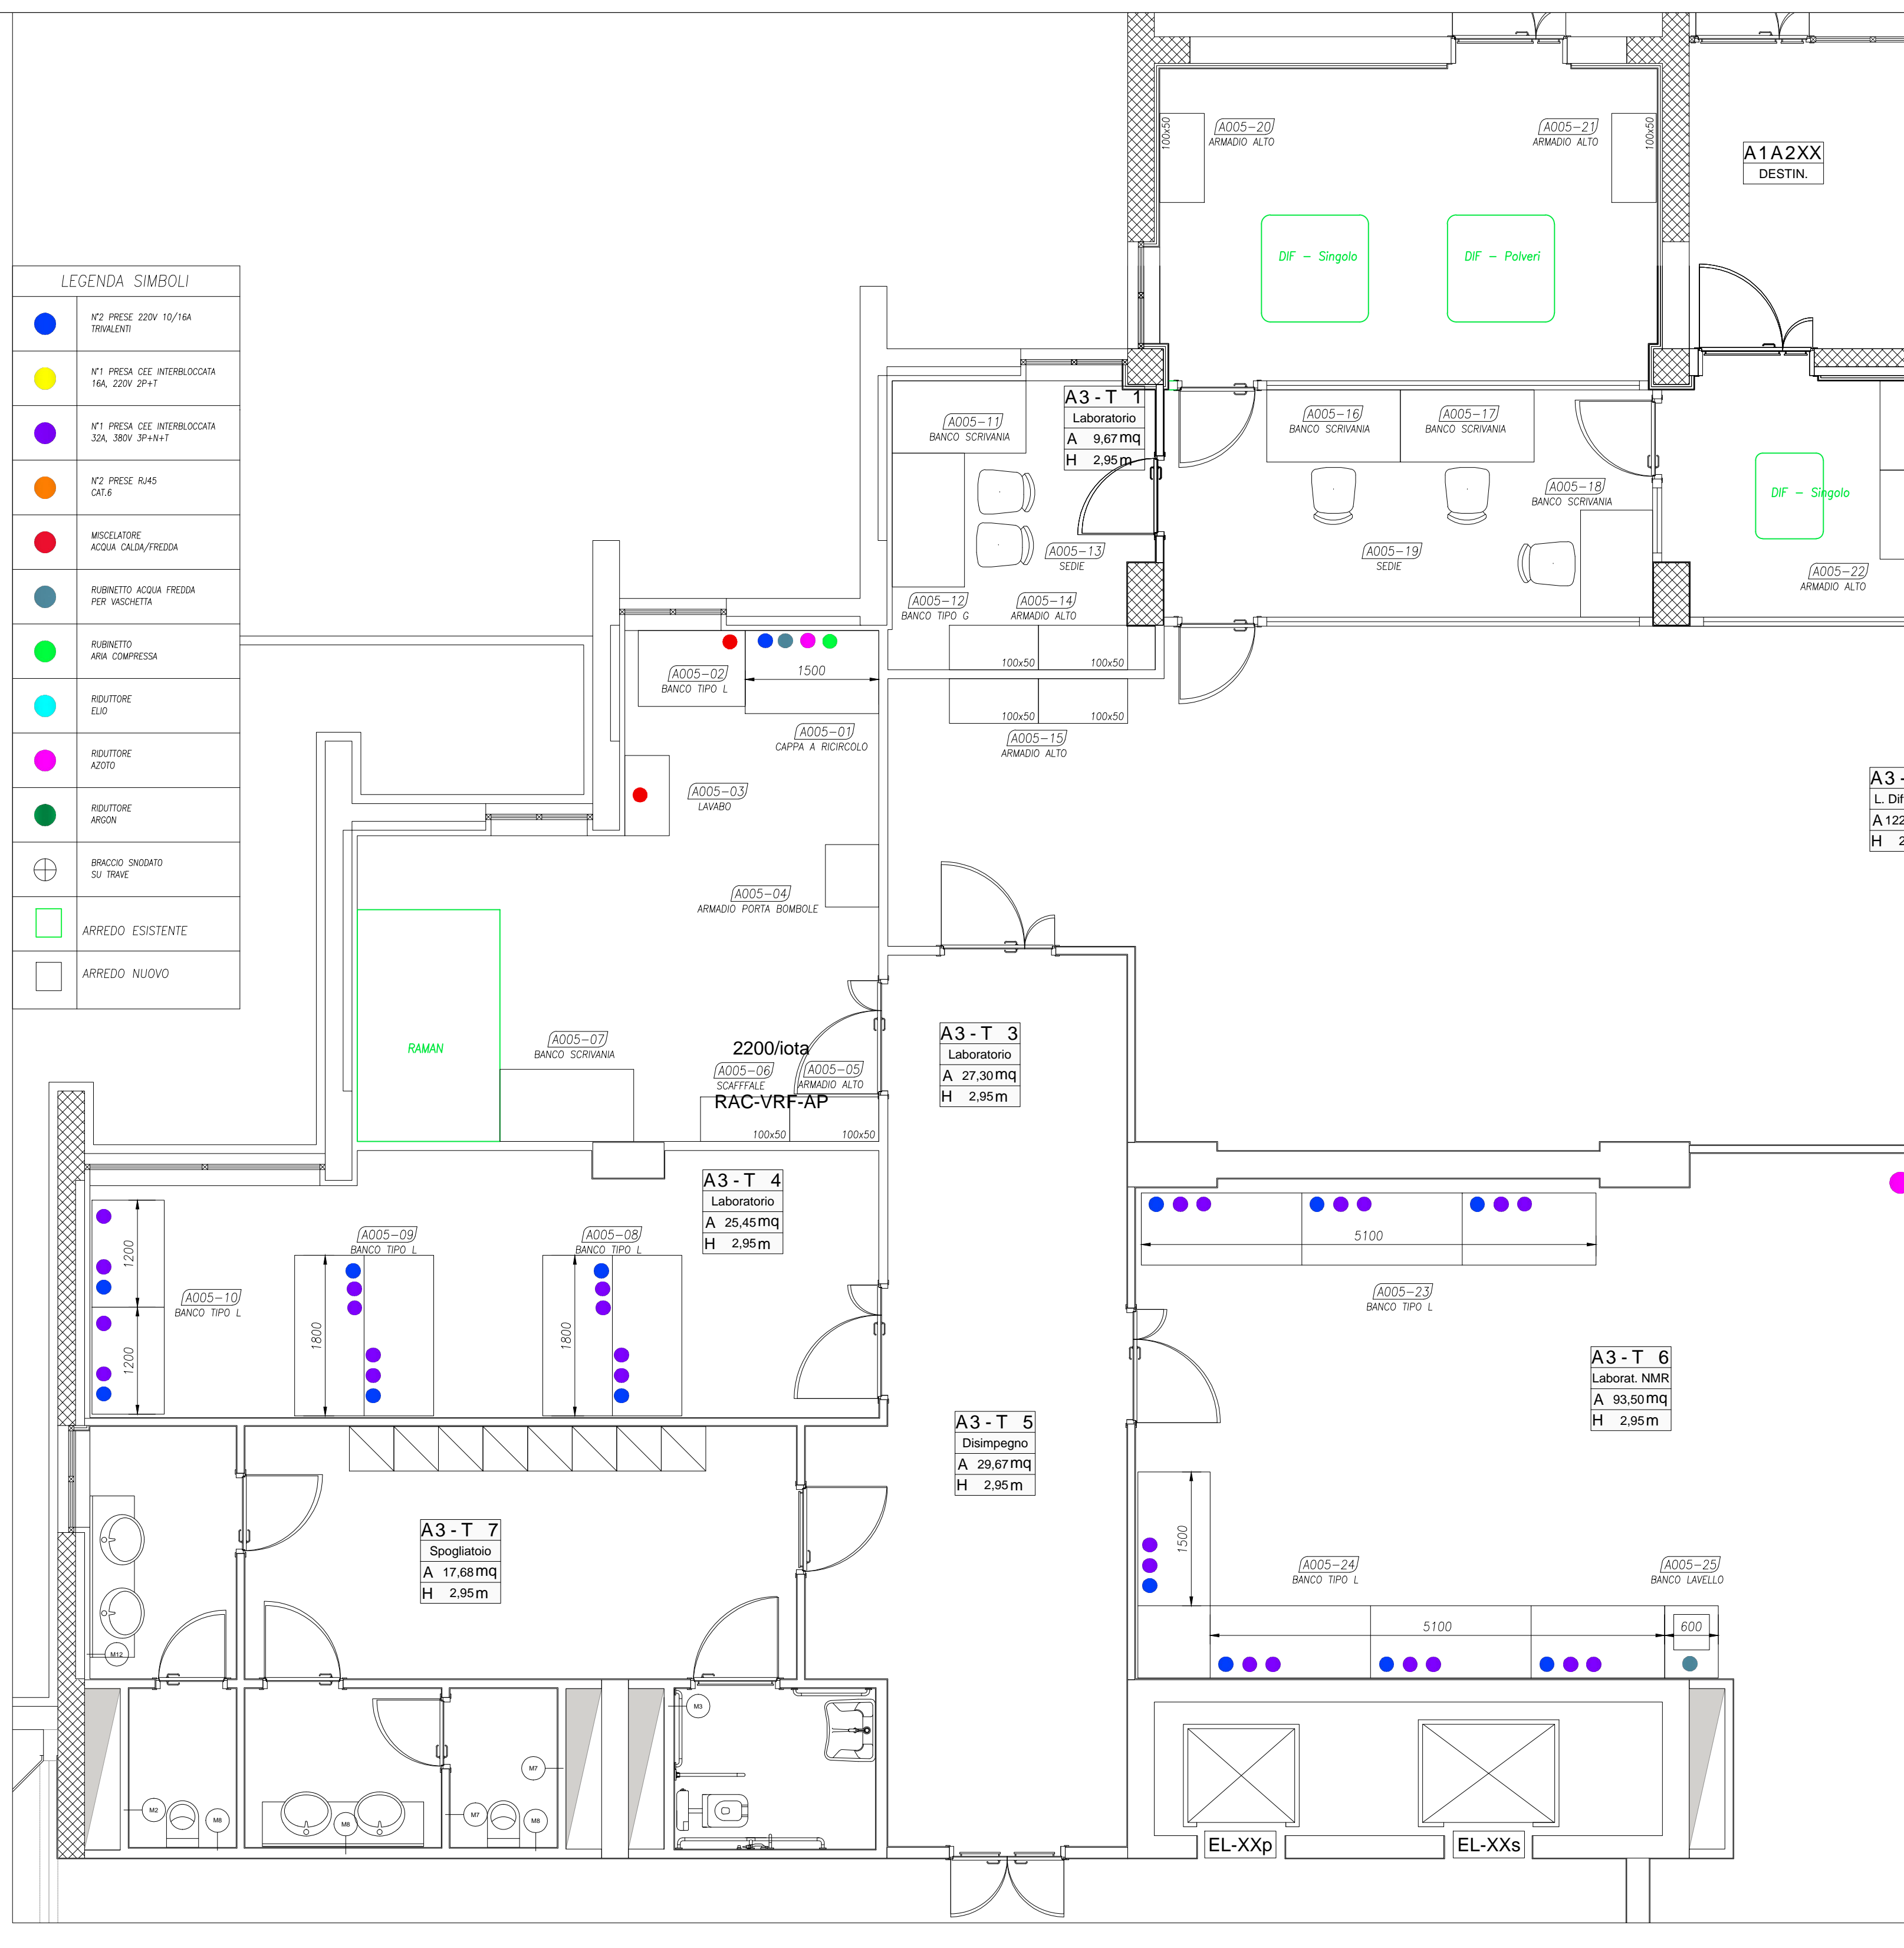 LEGENDA SIMBOLI
N°2 PRESE 220V 10/16A
TRIVALENTI
N°1 PRESA CEE INTERBLOCCATA
16A, 220V 2P+T
N°1 PRESA CEE INTERBLOCCATA
32A, 380V 3P+N+T
N°2 PRESE RJ45
CAT.6
MISCELATORE
ACQUA CALDA/FREDDA
RUBINETTO ACQUA FREDDA
PER VASCHETTA
RUBINETTO
ARIA COMPRESSA
RIDUTTORE
ELIO
RIDUTTORE
AZOTO
RIDUTTORE
ARGON
BRACCIO SNODATO
SU TRAVE
ARREDO ESISTENTE
ARREDO NUOVO
100x50
A005-20
ARMADIO ALTO
A005-21
ARMADIO ALTO
100x50
DIF - Singolo
DIF - Polveri
A1A2XX
DESTIN.
A3-T 1
Laboratorio
A 9,67 mq
H 2,95 m
A005-11
BANCO SCRIVANIA
A005-16
BANCO SCRIVANIA
A005-17
BANCO SCRIVANIA
A005-18
BANCO SCRIVANIA
DIF - Singolo
A005-13
SEDIE
A005-19
SEDIE
A005-22
ARMADIO ALTO
A005-12
BANCO TIPO G
A005-14
ARMADIO ALTO
100x50
100x50
100x50
100x50
A005-15
ARMADIO ALTO
A005-02
BANCO TIPO L
1500
A005-01
CAPPA A RICIRCOLO
A005-03
LAVABO
A005-04
ARMADIO PORTA BOMBOLE
A3-
L. Dif
A 122
H 2
RAMAN
A005-07
BANCO SCRIVANIA
2200/iota
A005-06
SCAFFFALE
A005-05
ARMADIO ALTO
RAC-VRF-AP
100x50
100x50
A3-T 3
Laboratorio
A 27,30 mq
H 2,95 m
A3-T 4
Laboratorio
A 25,45 mq
H 2,95 m
1200
1200
A005-10
BANCO TIPO L
A005-09
BANCO TIPO L
1800
A005-08
BANCO TIPO L
1800
5100
A005-23
BANCO TIPO L
A3-T 6
Laborat. NMR
A 93,50 mq
H 2,95 m
A3-T 5
Disimpegno
A 29,67 mq
H 2,95 m
A3-T 7
Spogliatoio
A 17,68 mq
H 2,95 m
1500
A005-24
BANCO TIPO L
A005-25
BANCO LAVELLO
5100
600
M12
M3
M7
M2
M8
M8
M7
M8
EL-XXp
EL-XXs